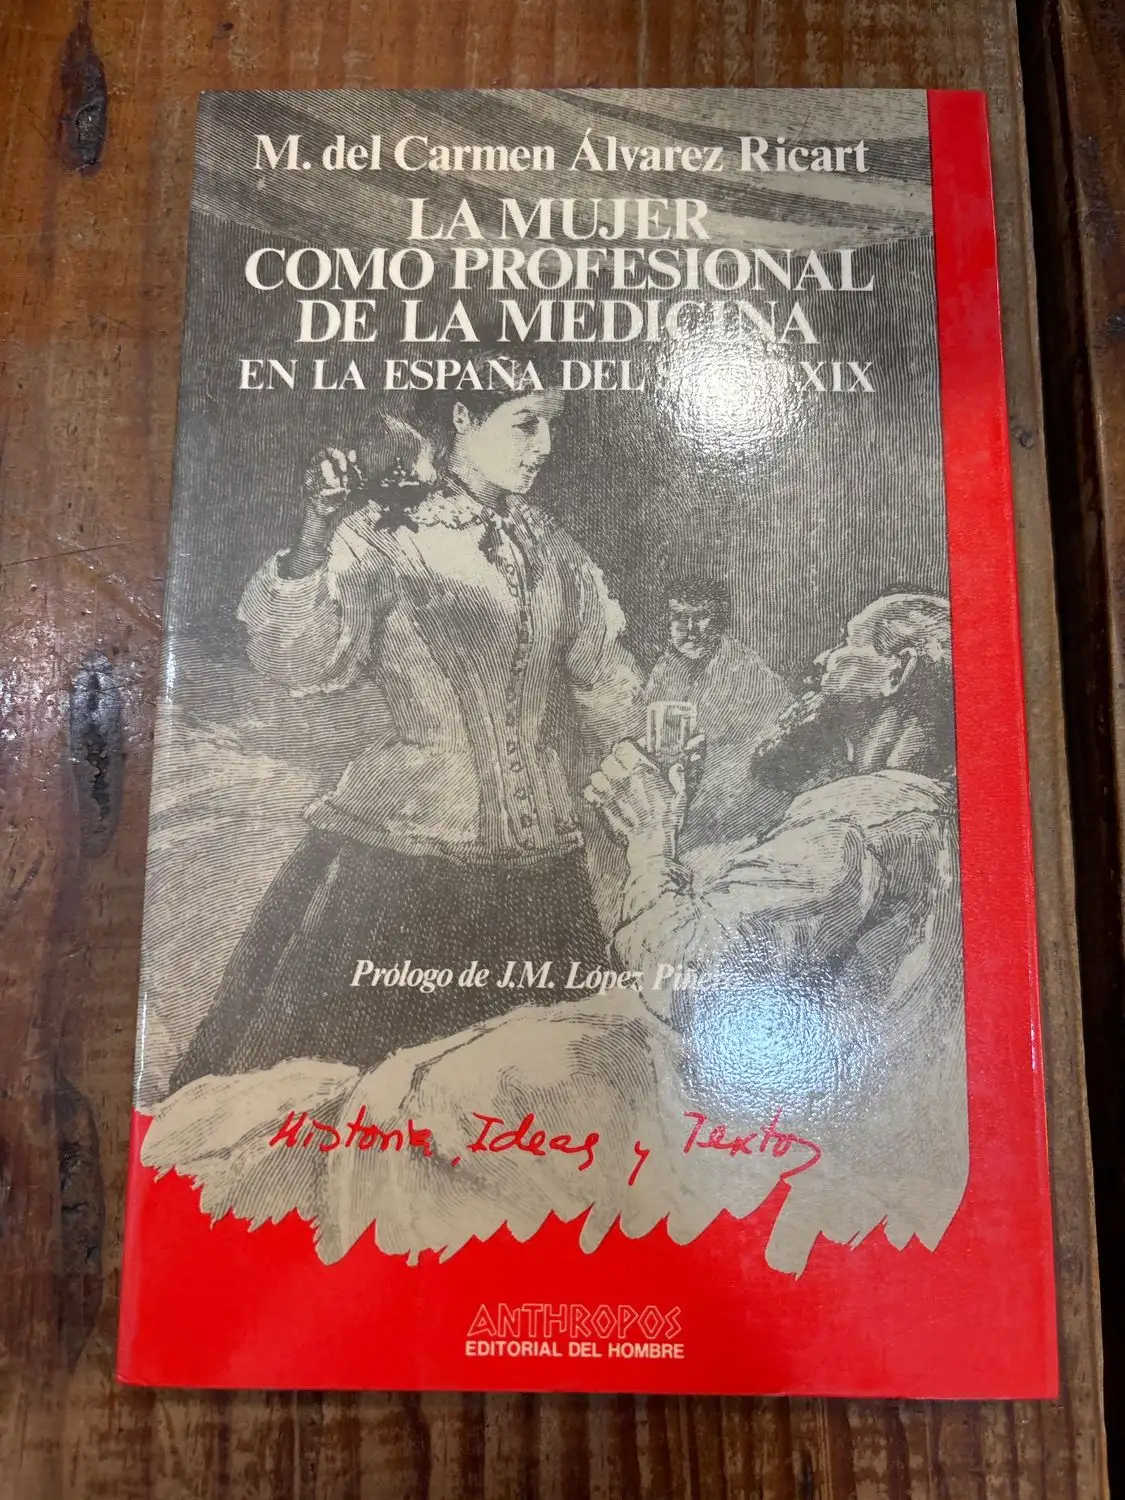 M. del Carmen Álvarez Ricart
LA MUJER
COMO PROFESIONAL
DE LA MEDICINA
EN LA ESPAÑA DEL XIX
Prólogo de J.M. López
Historia, Ideas y Textos
ANTHROPOS
EDITORIAL DEL HOMBRE